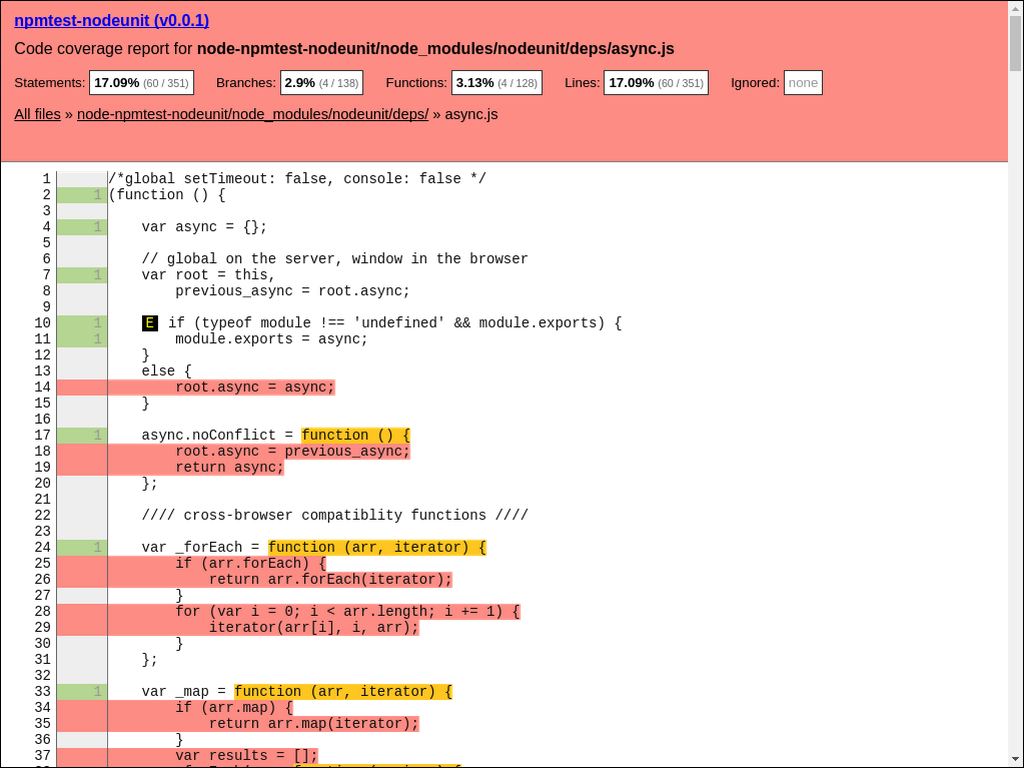 npmtest-nodeunit (v0.0.1)
Code coverage report for node-npmtest-nodeunit/node_modules/nodeunit/deps/async.js
Statements: 17.09% (60 / 351) Branches: 2.9% (4 / 138) Functions: 3.13% (4 / 128) Lines: 17.09% (60 / 351) Ignored: none
All files » node-npmtest-nodeunit/node_modules/nodeunit/deps/ » async.js
1 /*global setTimeout: false, console: false */
2 1 (function () {
3
4 1     var async = {};
5
6     // global on the server, window in the browser
7 1     var root = this,
8         previous_async = root.async;
9
10 1     E if (typeof module !== 'undefined' && module.exports) {
11 1         module.exports = async;
12     }
13     else {
14         root.async = async;
15     }
16
17 1     async.noConflict = function () {
18         root.async = previous_async;
19         return async;
20     };
21
22     //// cross-browser compatiblity functions ////
23
24 1     var _forEach = function (arr, iterator) {
25         if (arr.forEach) {
26             return arr.forEach(iterator);
27         }
28         for (var i = 0; i < arr.length; i += 1) {
29             iterator(arr[i], i, arr);
30         }
31     };
32
33 1     var _map = function (arr, iterator) {
34         if (arr.map) {
35             return arr.map(iterator);
36         }
37         var results = [];